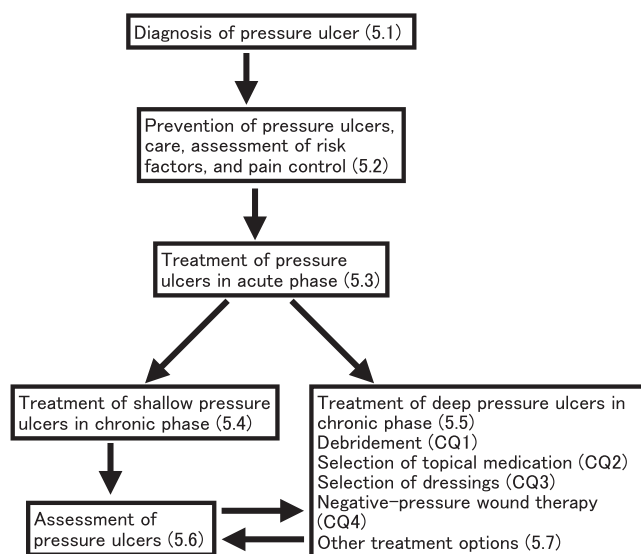 Diagnosis of pressure ulcer (5.1)
Prevention of pressure ulcers,
care, assessment of risk
factors, and pain control (5.2)
Treatment of pressure
ulcers in acute phase (5.3)
Treatment of shallow pressure
ulcers in chronic phase (5.4)
Treatment of deep pressure ulcers in
chronic phase (5.5)
Debridement (CQ1)
Selection of topical medication (CQ2)
Selection of dressings (CQ3)
Negative-pressure wound therapy
(CQ4)
Other treatment options (5.7)
Assessment of
pressure ulcers (5.6)